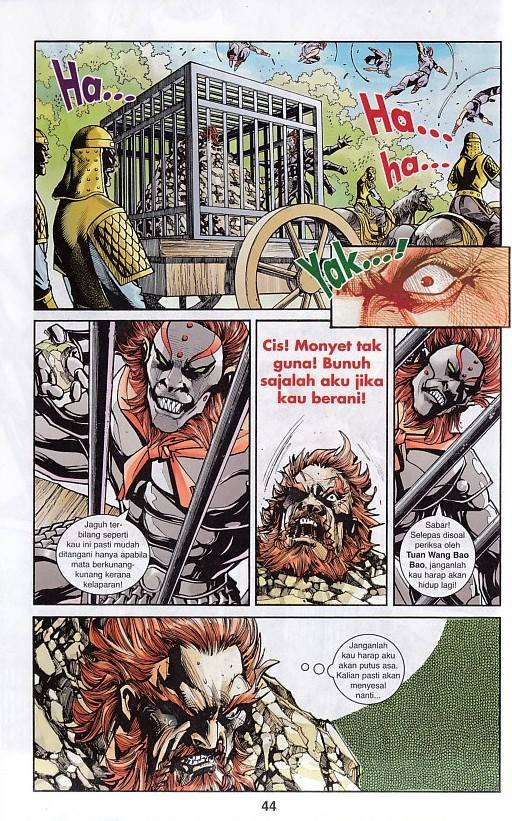 Ha...
Ha...
ha...
Yak...!
Jaguh ter-
bilang seperti
kau ini pasti mudah
ditangani hanya apabila
mata berkunang-
kunang kerana
kelaparan!
Cis! Monyet tak
guna! Bunuh
sajalah aku jika
kau berani!
Sabar!
Selepas disoal
periksa oleh
Tuan Wang Bao
Bao, janganlah
kau harap akan
hidup lagi!
Janganlah
kau harap aku
akan putus asa.
Kalian pasti akan
menyesal
nanti...
44